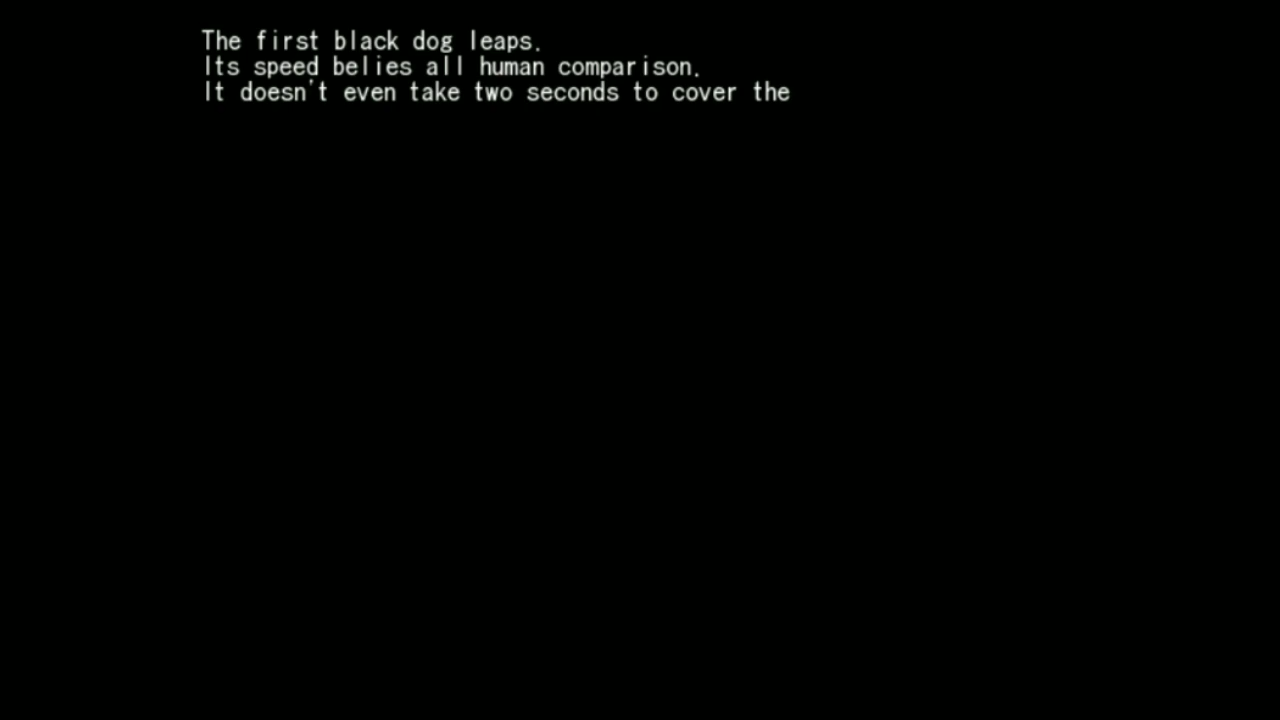 The first black dog leaps.
Its speed belies all human comparison.
It doesn't even take two seconds to cover the